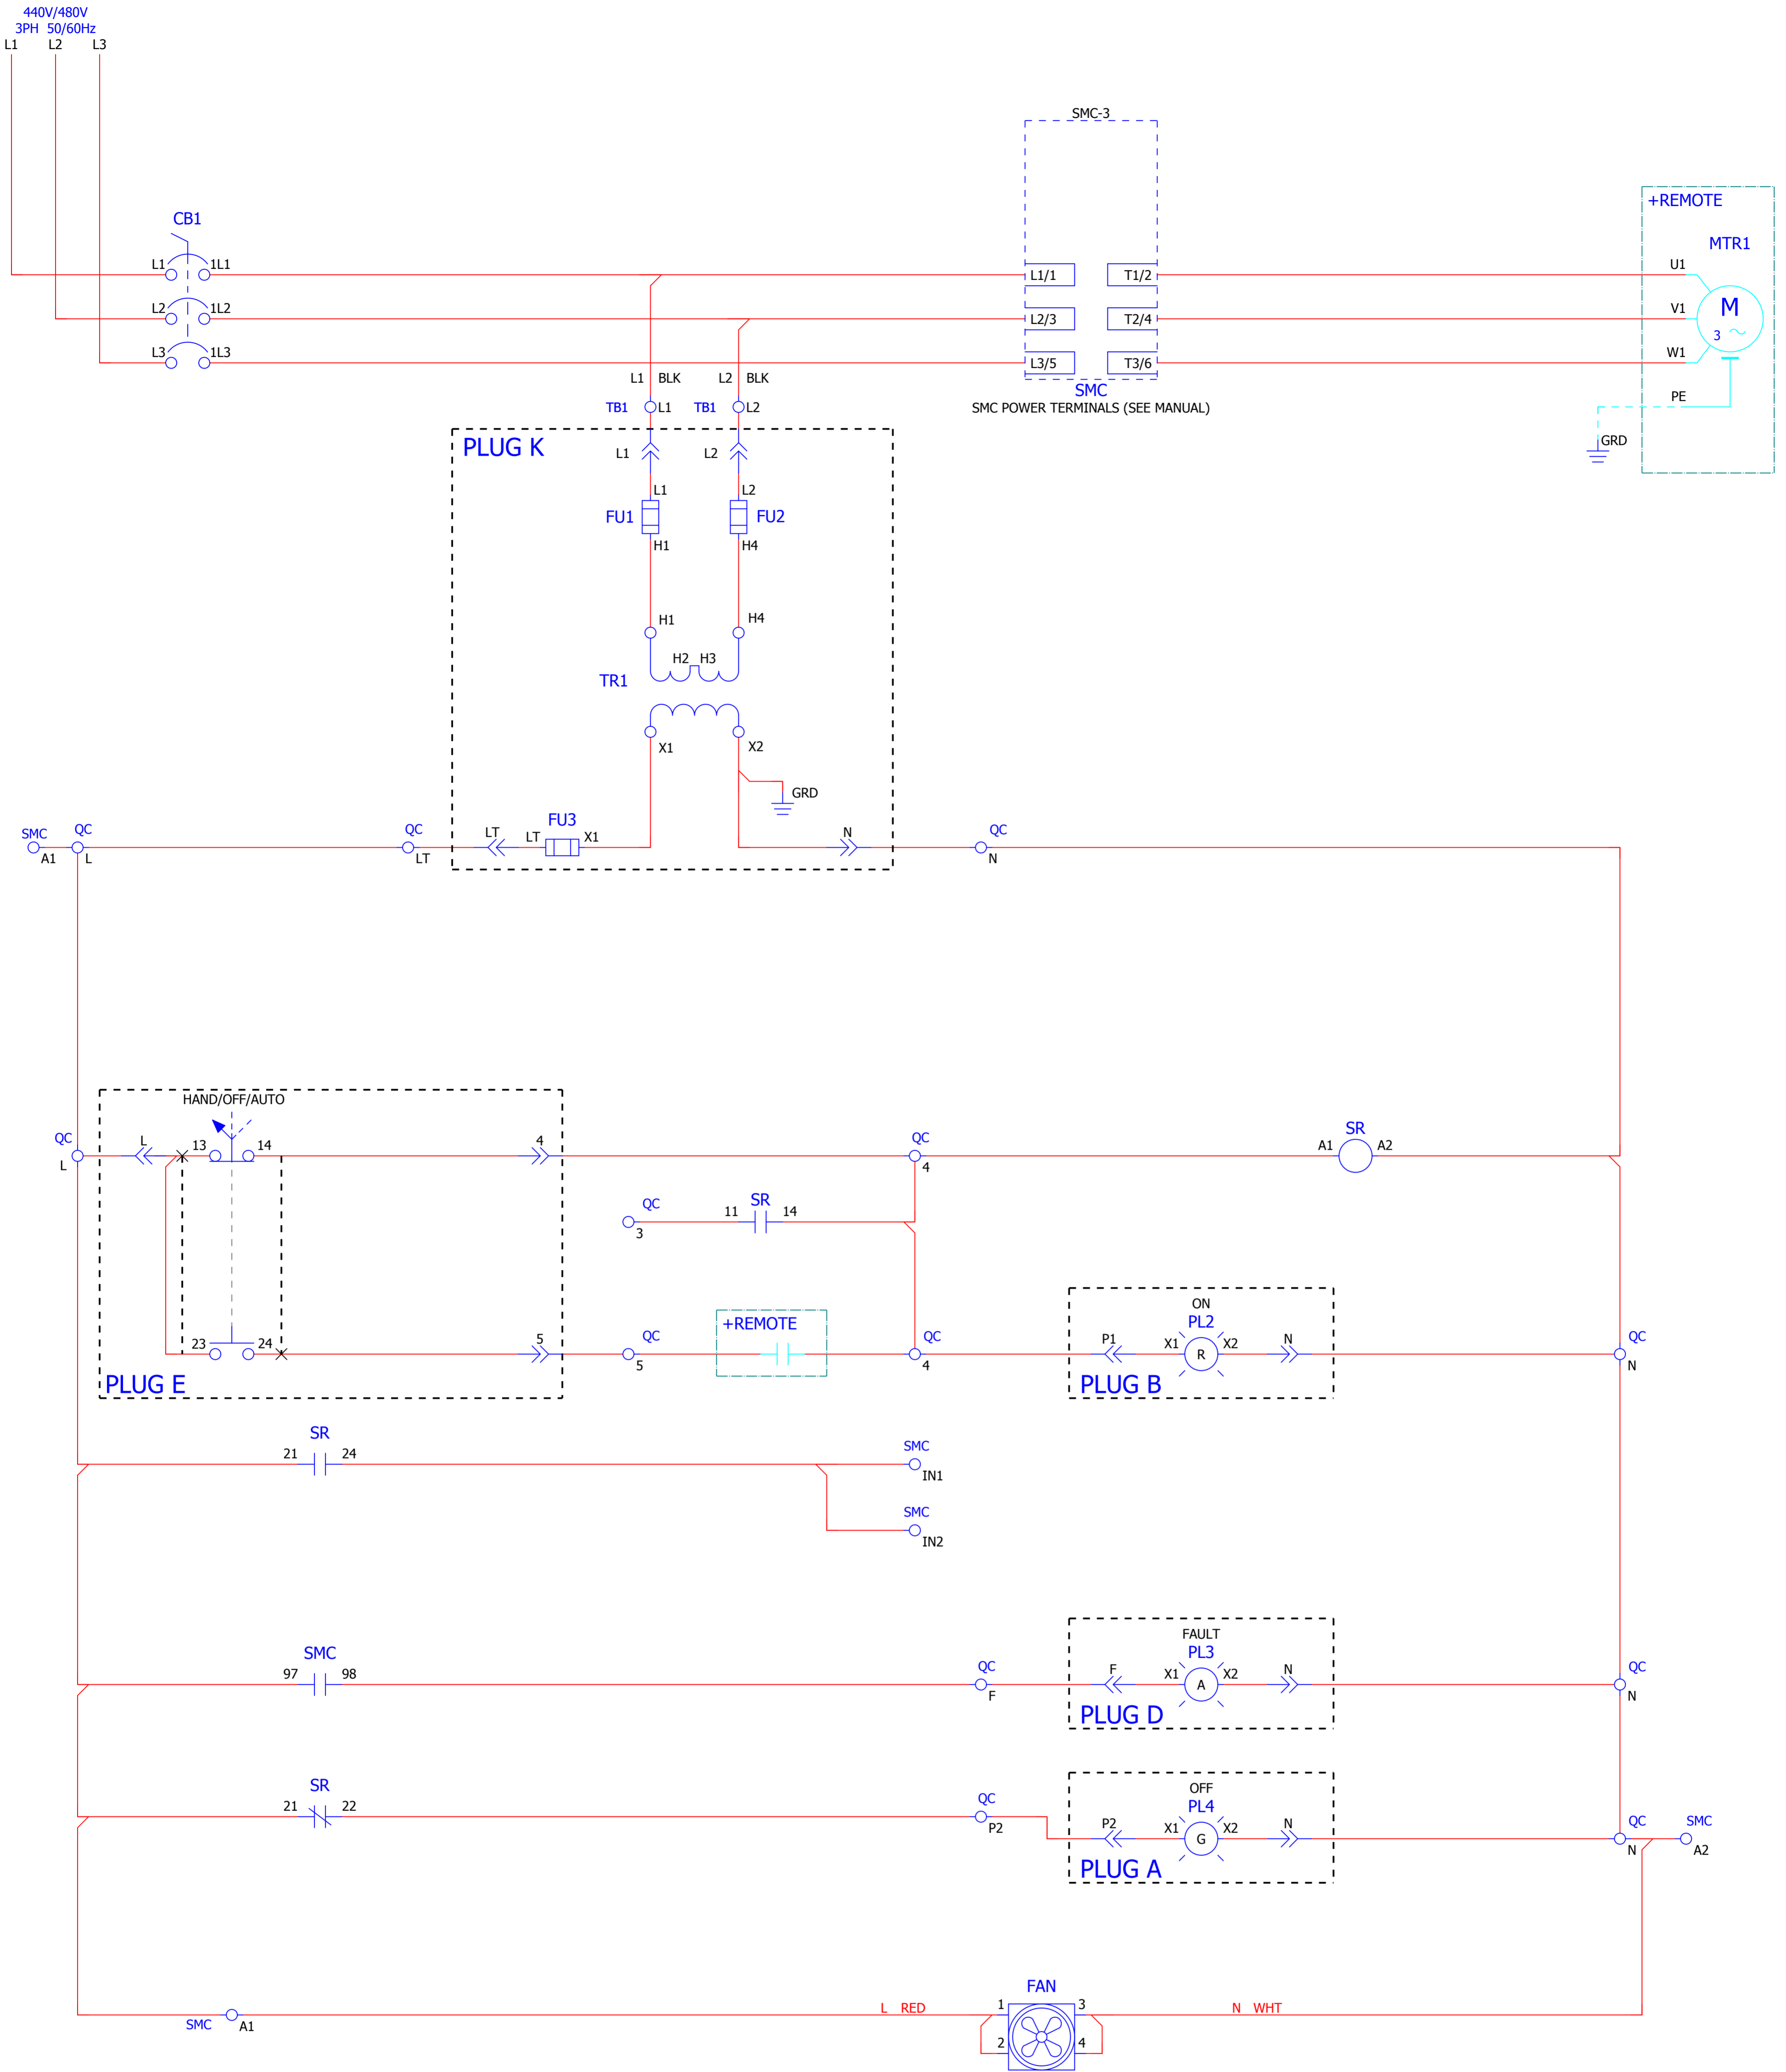 440V/480V
3PH 50/60Hz
L1 L2 L3
SMC-3
+REMOTE
MTR1
CB1
L1 1L1 L1/1 T1/2 U1
L2 1L2 L2/3 T2/4 V1
M
3
L3 1L3 L3/5 T3/6 W1
L1 BLK L2 BLK
SMC
SMC POWER TERMINALS (SEE MANUAL)
PE
GRD
TB1 L1 TB1 L2
PLUG K
L1 L2
L1 L2
FU1 FU2
H1 H4
H1 H4
H2 H3
TR1
X1 X2
GRD
FU3
SMC QC QC LT LT X1 N QC
A1 L LT N
HAND/OFF/AUTO
QC L 13 14 4 QC SR
L 4 A1 A2
QC 11 SR 14
3
+REMOTE
ON
PL2
23 24 5 QC QC P1 X1 R X2 N QC
5 4 N
PLUG E
PLUG B
SR
21 24 SMC
IN1
SMC
IN2
FAULT
PL3
SMC
97 98 QC F X1 A X2 N QC
F N
PLUG D
SR
OFF
PL4
21 22 QC
P2
P2 X1 G X2 N QC SMC
N A2
PLUG A
FAN
L RED 1 3 N WHT
SMC A1
2 4